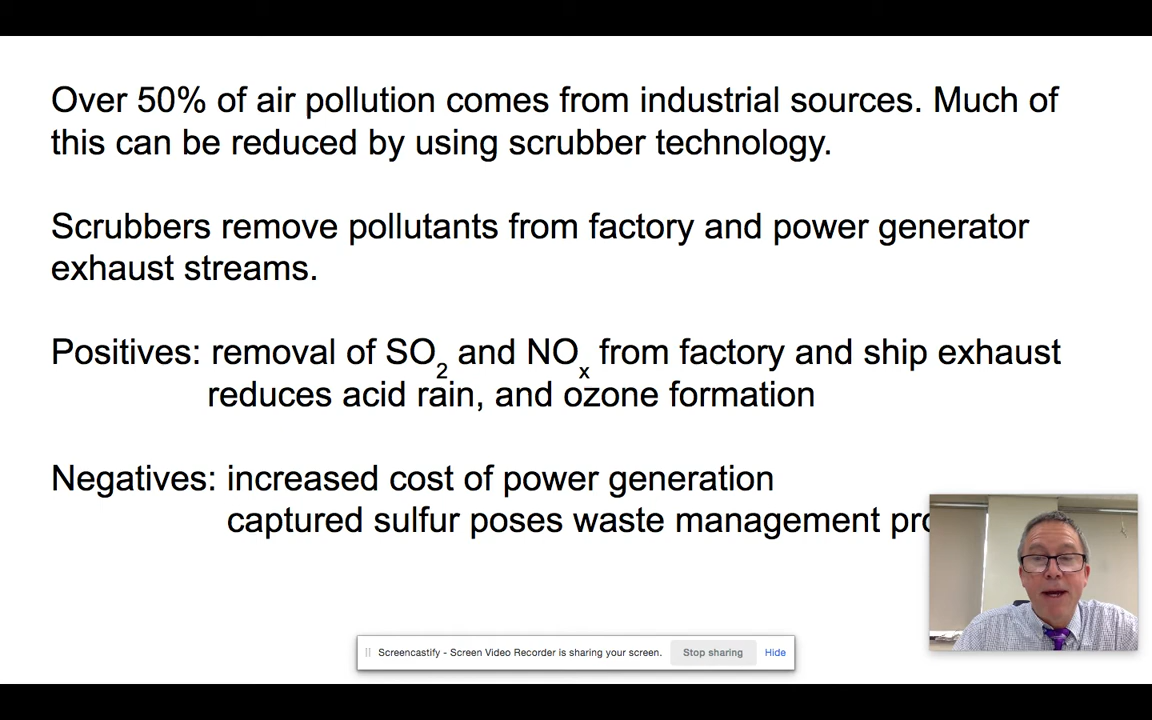 Over 50% of air pollution comes from industrial sources. Much of
this can be reduced by using scrubber technology.
Scrubbers remove pollutants from factory and power generator
exhaust streams.
Positives: removal of SO2 and NOx from factory and ship exhaust
reduces acid rain, and ozone formation
Negatives: increased cost of power generation
captured sulfur poses waste management
Screencastify - Screen Video Recorder is sharing your screen. Stop sharing Hide